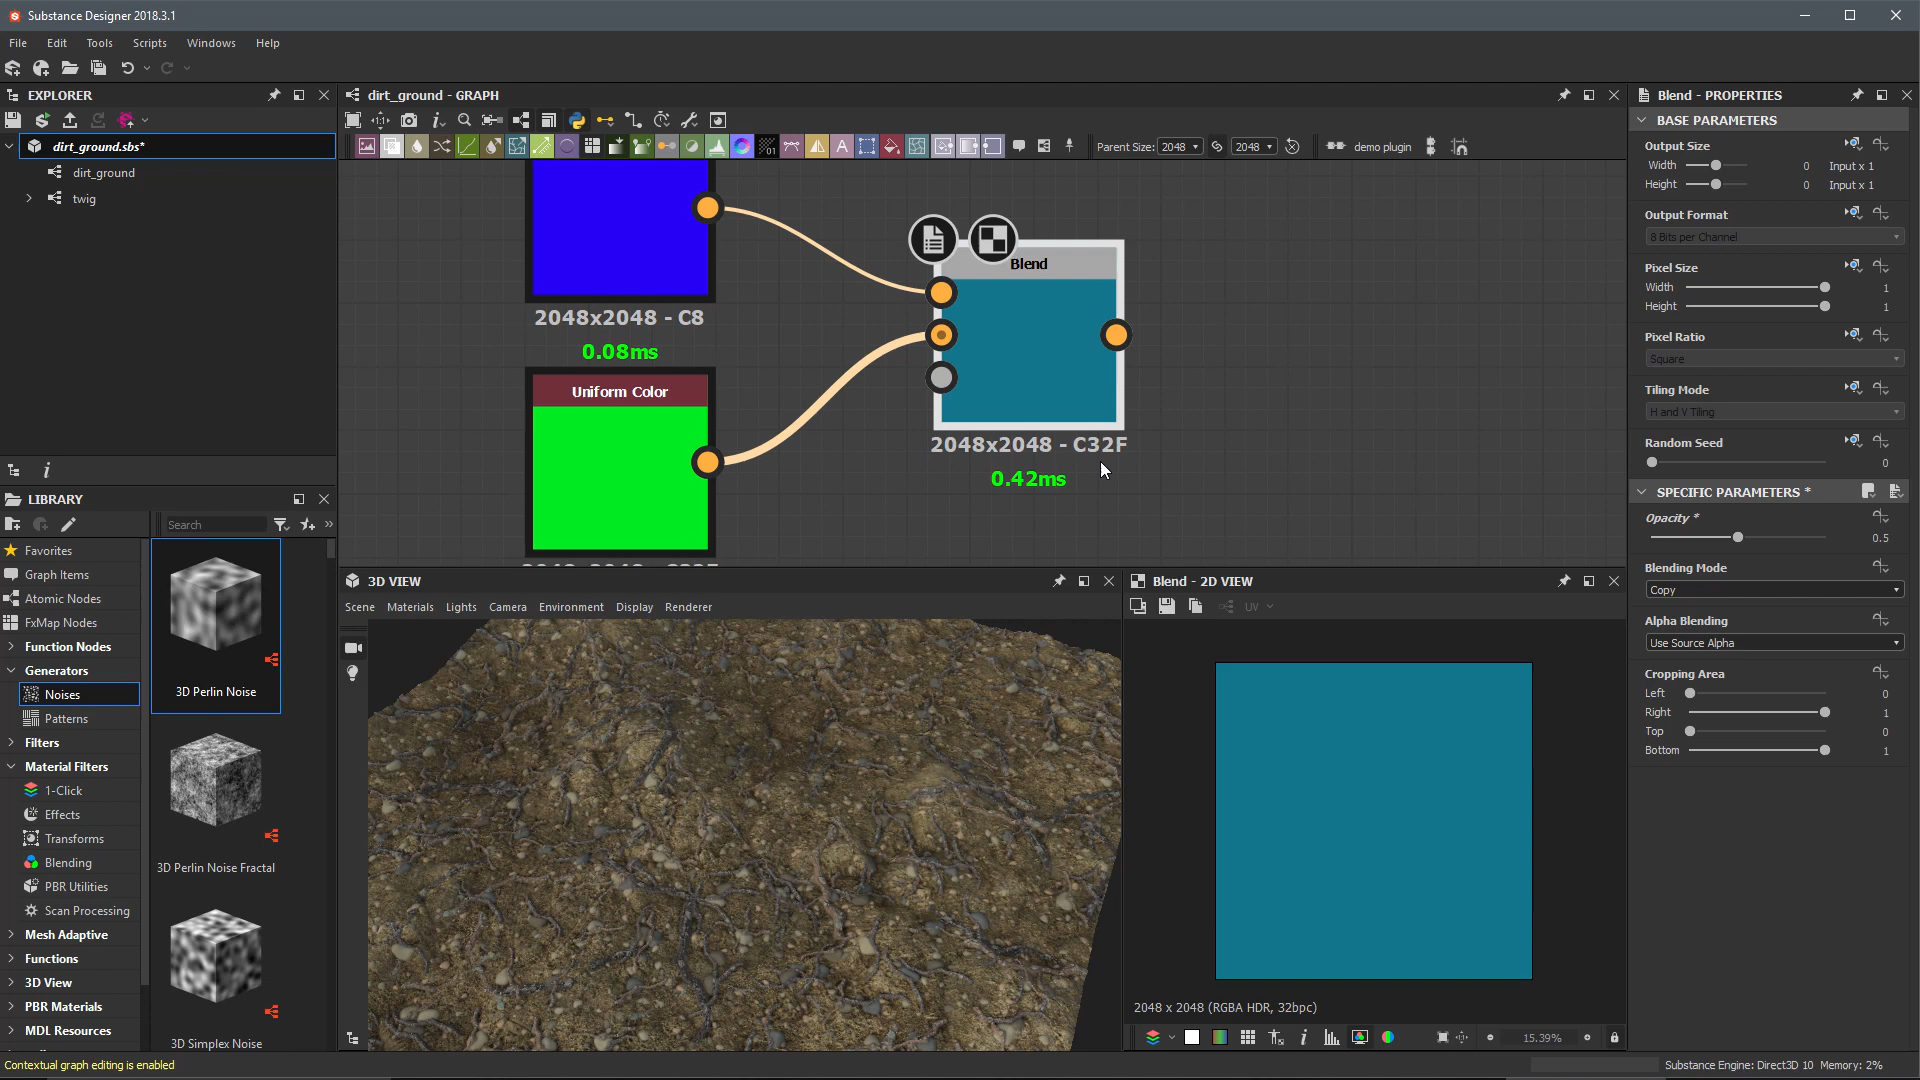 Substance Designer 2018.3.1
File Edit Tools Scripts Windows Help
EXPLORER
dirt_ground.sbs*
dirt_ground
twig
dirt_ground - GRAPH
Parent Size: 2048 2048 demo plugin
2048x2048 - C8
0.08ms
Uniform Color
Blend
2048x2048 - C32F
0.42ms
LIBRARY
Search
Favorites
Graph Items
Atomic Nodes
FxMap Nodes
Function Nodes
Generators
Noises
Patterns
Filters
Material Filters
1-Click
Effects
Transforms
Blending
PBR Utilities
Scan Processing
Mesh Adaptive
Functions
3D View
PBR Materials
MDL Resources
3D Perlin Noise
3D Perlin Noise Fractal
3D Simplex Noise
3D VIEW
Scene Materials Lights Camera Environment Display Renderer
Blend - 2D VIEW
UV
2048 x 2048 (RGBA HDR, 32bpc)
15.39%
Blend - PROPERTIES
BASE PARAMETERS
Output Size
Width 0 Input x 1
Height 0 Input x 1
Output Format
8 Bits per Channel
Pixel Size
Width 1
Height 1
Pixel Ratio
Square
Tiling Mode
H and V Tiling
Random Seed
0
SPECIFIC PARAMETERS *
Opacity *
0.5
Blending Mode
Copy
Alpha Blending
Use Source Alpha
Cropping Area
Left 0
Right 1
Top 0
Bottom 1
Contextual graph editing is enabled
Substance Engine: Direct3D 10 Memory: 2%